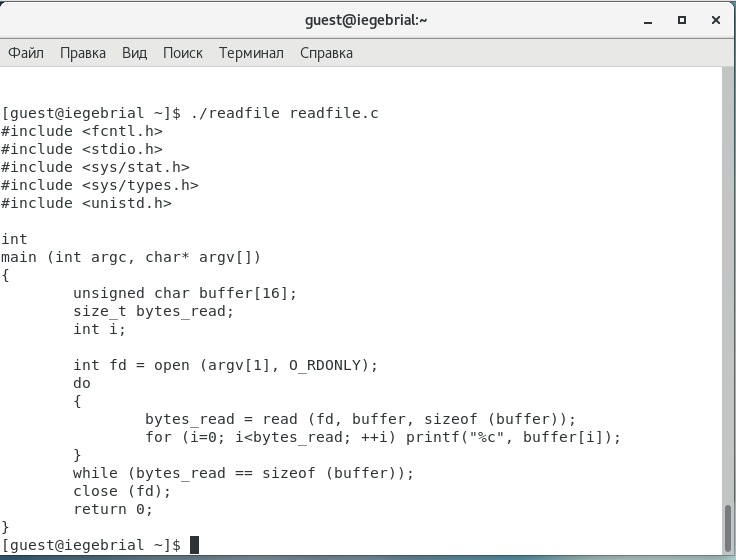 guest@iegebrial:~
Файл Правка Вид Поиск Терминал Справка
[guest@iegebrial ~]$ ./readfile readfile.c
#include <fcntl.h>
#include <stdio.h>
#include <sys/stat.h>
#include <sys/types.h>
#include <unistd.h>

int
main (int argc, char* argv[])
{
        unsigned char buffer[16];
        size_t bytes_read;
        int i;

        int fd = open (argv[1], O_RDONLY);
        do
        {
                bytes_read = read (fd, buffer, sizeof (buffer));
                for (i=0; i<bytes_read; ++i) printf("%c", buffer[i]);
        }
        while (bytes_read == sizeof (buffer));
        close (fd);
        return 0;
}
[guest@iegebrial ~]$